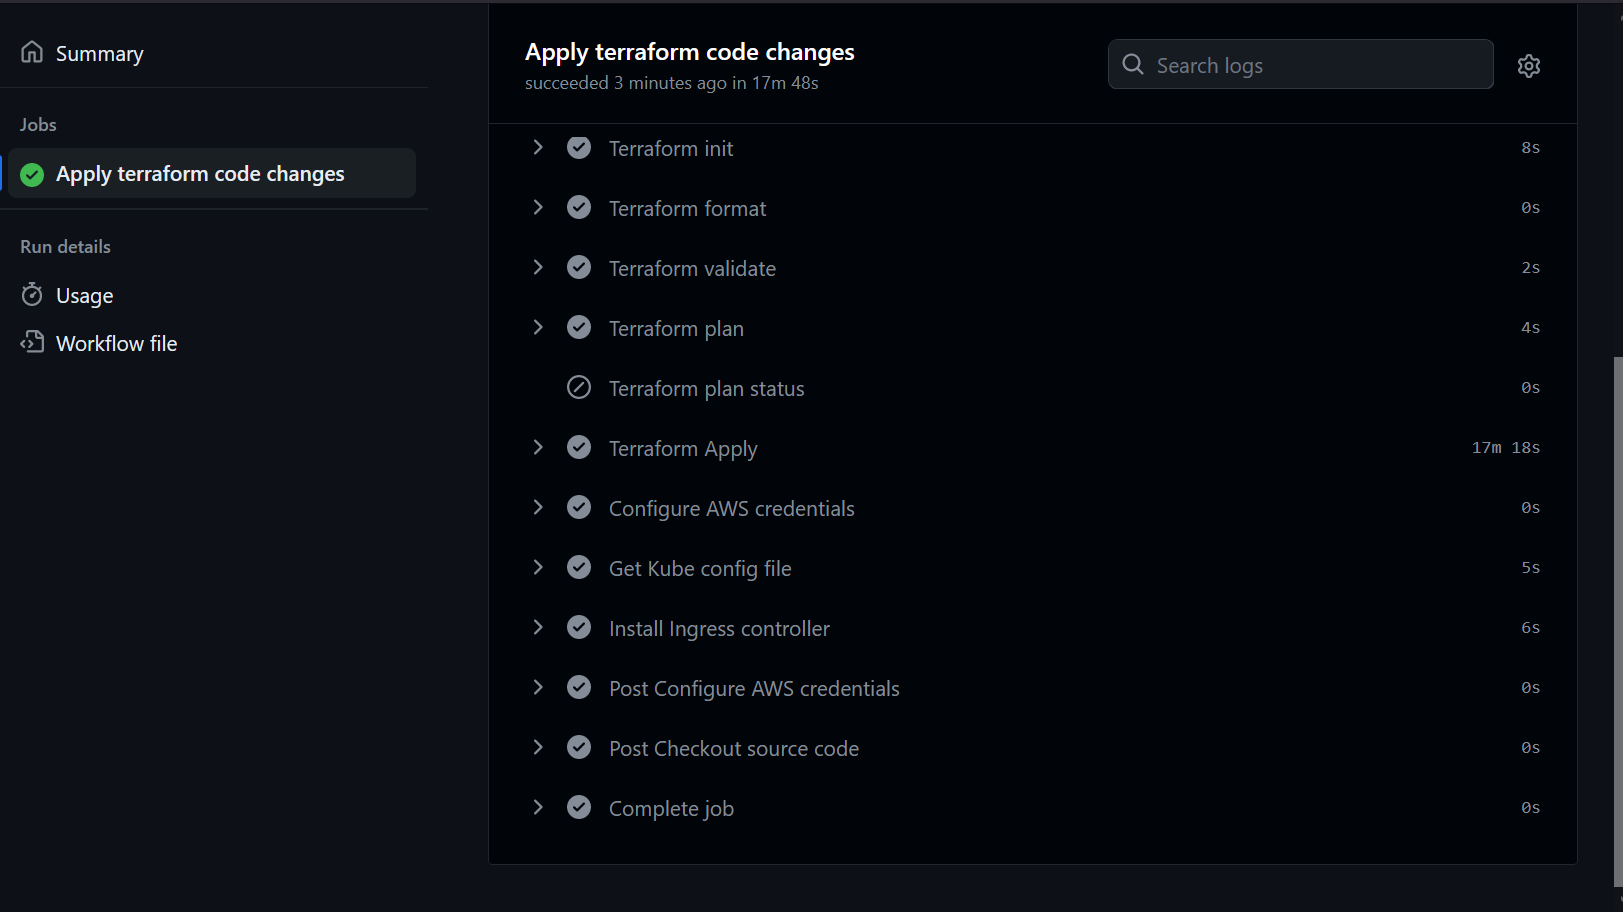 Summary
Jobs
Apply terraform code changes
Run details
Usage
Workflow file
Apply terraform code changes
succeeded 3 minutes ago in 17m 48s
Search logs
Terraform init 8s
Terraform format 0s
Terraform validate 2s
Terraform plan 4s
Terraform plan status 0s
Terraform Apply 17m 18s
Configure AWS credentials 0s
Get Kube config file 5s
Install Ingress controller 6s
Post Configure AWS credentials 0s
Post Checkout source code 0s
Complete job 0s